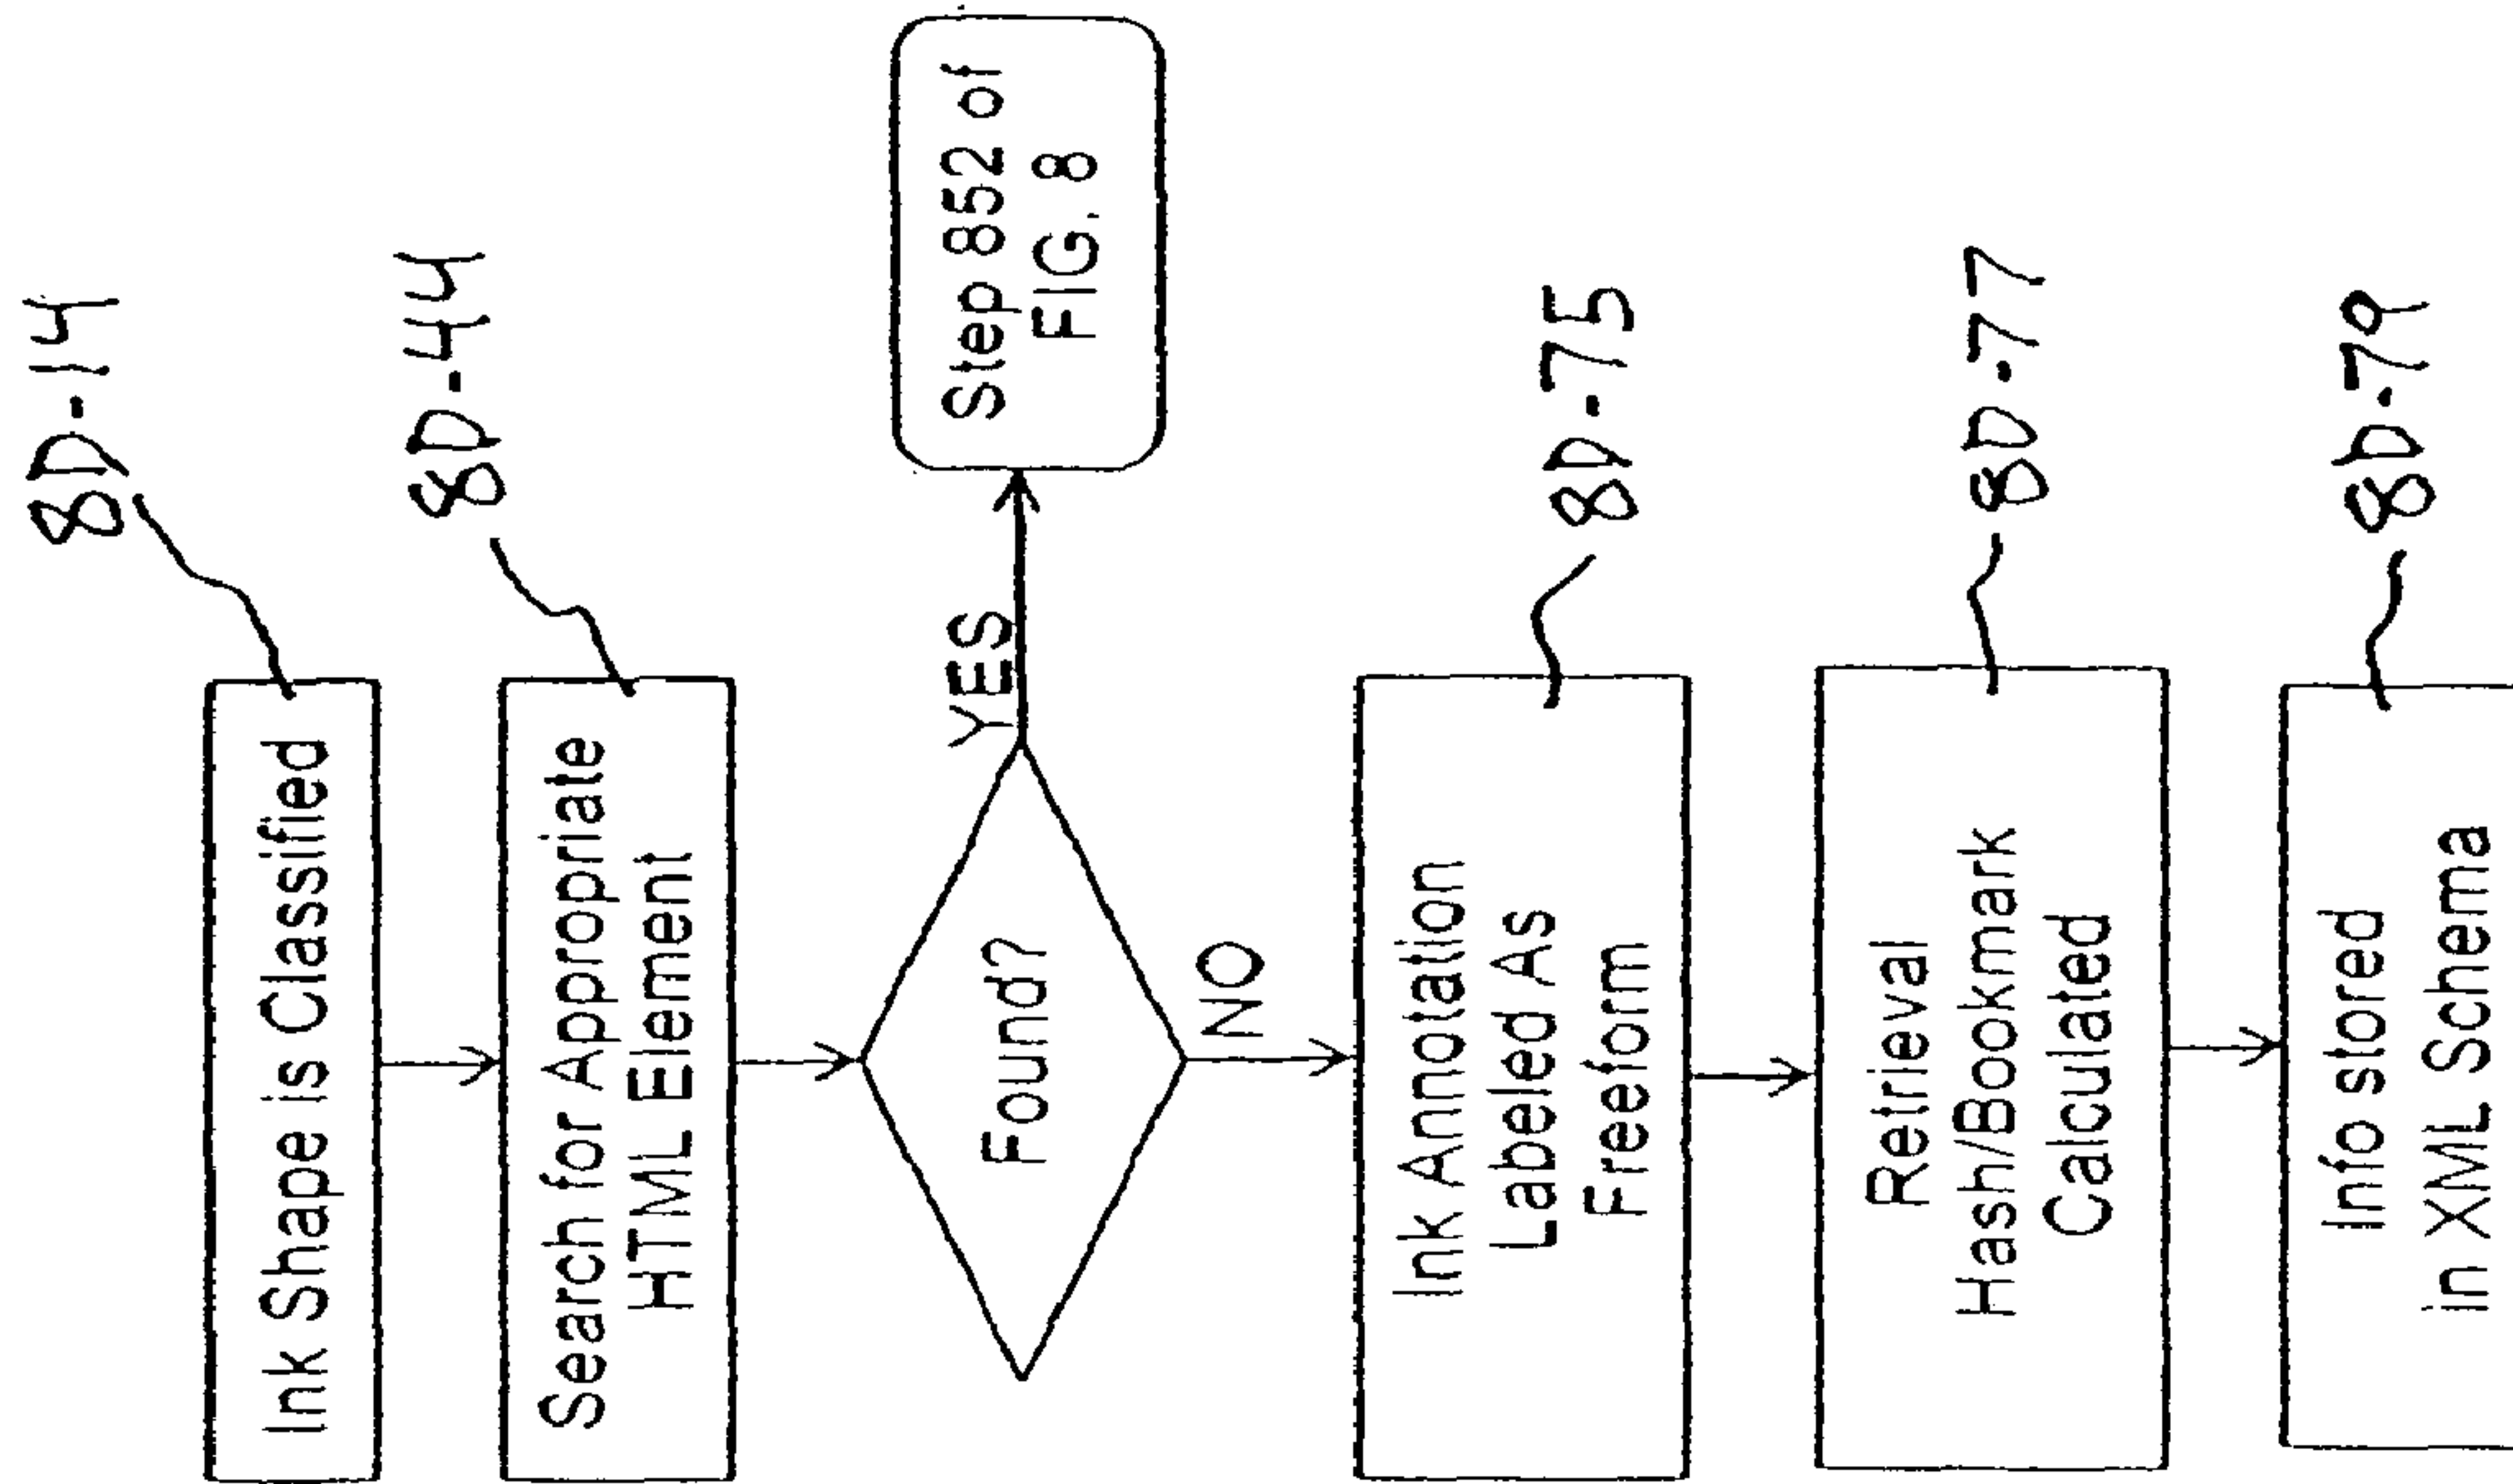 8D-14
Ink Shape is Classified
8D-44
Search for Appropriate
HTML Element
Found?
YES
Step 852 of
FIG. 8
NO
8D-75
Ink Annotation
Labeled As
Freeform
8D-77
Retrieval
Hash/Bookmark
Calculated
8D-79
Info stored
in XML Schema